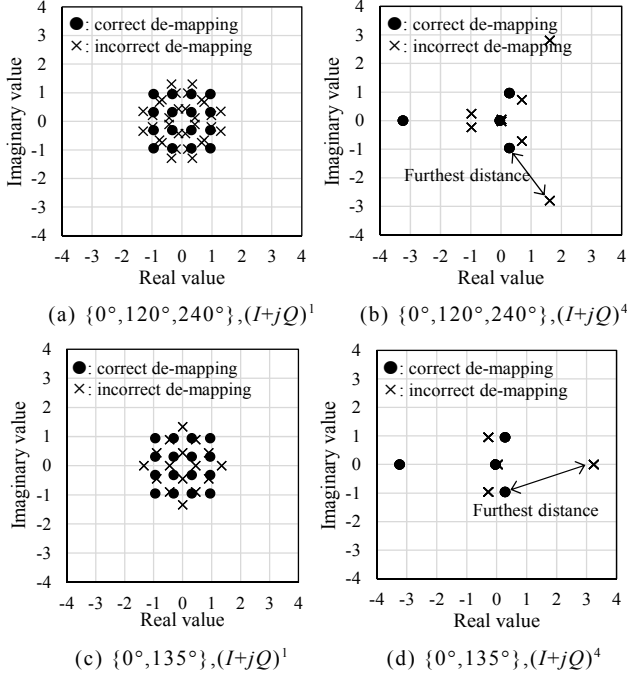 4
3
2
1
0
-1
-2
-3
-4
Imaginary value
●: correct de-mapping
×: incorrect de-mapping
-4 -3 -2 -1 0 1 2 3 4
Real value
(a) {0°,120°,240°},(I+jQ)¹
4
3
2
1
0
-1
-2
-3
-4
Imaginary value
●: correct de-mapping
×: incorrect de-mapping
Furthest distance
-4 -3 -2 -1 0 1 2 3 4
Real value
(b) {0°,120°,240°},(I+jQ)⁴
4
3
2
1
0
-1
-2
-3
-4
Imaginary value
●: correct de-mapping
×: incorrect de-mapping
-4 -3 -2 -1 0 1 2 3 4
Real value
(c) {0°,135°},(I+jQ)¹
4
3
2
1
0
-1
-2
-3
-4
Imaginary value
●: correct de-mapping
×: incorrect de-mapping
Furthest distance
-4 -3 -2 -1 0 1 2 3 4
Real value
(d) {0°,135°},(I+jQ)⁴